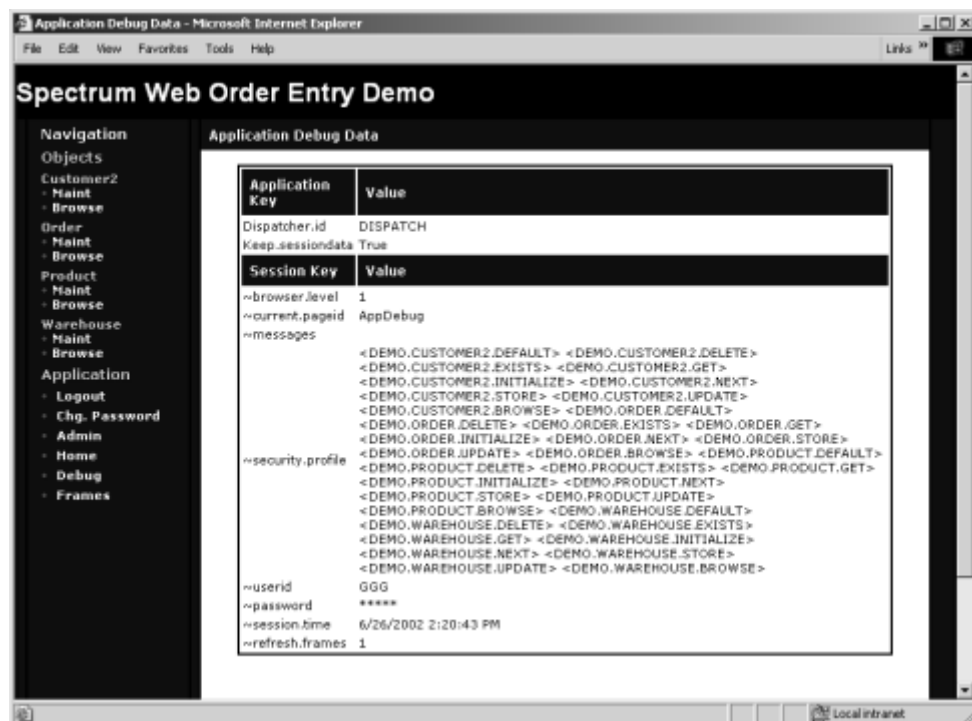 Application Debug Data - Microsoft Internet Explorer
File Edit View Favorites Tools Help
Links »
Spectrum Web Order Entry Demo
Navigation
Objects
Customer2
Maint
Browse
Order
Maint
Browse
Product
Maint
Browse
Warehouse
Maint
Browse
Application
Logout
Chg. Password
Admin
Home
Debug
Frames
Application Debug Data
Application Key Value
Dispatcher.id DISPATCH
Keep.sessiondata True
Session Key Value
~browser.level 1
~current.pageid AppDebug
~messages
~security.profile
<DEMO.CUSTOMER2.DEFAULT> <DEMO.CUSTOMER2.DELETE>
<DEMO.CUSTOMER2.EXISTS> <DEMO.CUSTOMER2.GET>
<DEMO.CUSTOMER2.INITIALIZE> <DEMO.CUSTOMER2.NEXT>
<DEMO.CUSTOMER2.STORE> <DEMO.CUSTOMER2.UPDATE>
<DEMO.CUSTOMER2.BROWSE> <DEMO.ORDER.DEFAULT>
<DEMO.ORDER.DELETE> <DEMO.ORDER.EXISTS> <DEMO.ORDER.GET>
<DEMO.ORDER.INITIALIZE> <DEMO.ORDER.NEXT> <DEMO.ORDER.STORE>
<DEMO.ORDER.UPDATE> <DEMO.ORDER.BROWSE> <DEMO.PRODUCT.DEFAULT>
<DEMO.PRODUCT.DELETE> <DEMO.PRODUCT.EXISTS> <DEMO.PRODUCT.GET>
<DEMO.PRODUCT.INITIALIZE> <DEMO.PRODUCT.NEXT>
<DEMO.PRODUCT.STORE> <DEMO.PRODUCT.UPDATE>
<DEMO.PRODUCT.BROWSE> <DEMO.WAREHOUSE.DEFAULT>
<DEMO.WAREHOUSE.DELETE> <DEMO.WAREHOUSE.EXISTS>
<DEMO.WAREHOUSE.GET> <DEMO.WAREHOUSE.INITIALIZE>
<DEMO.WAREHOUSE.NEXT> <DEMO.WAREHOUSE.STORE>
<DEMO.WAREHOUSE.UPDATE> <DEMO.WAREHOUSE.BROWSE>
~userid GGG
~password *****
~session.time 6/26/2002 2:20:43 PM
~refresh.frames 1
Local intranet